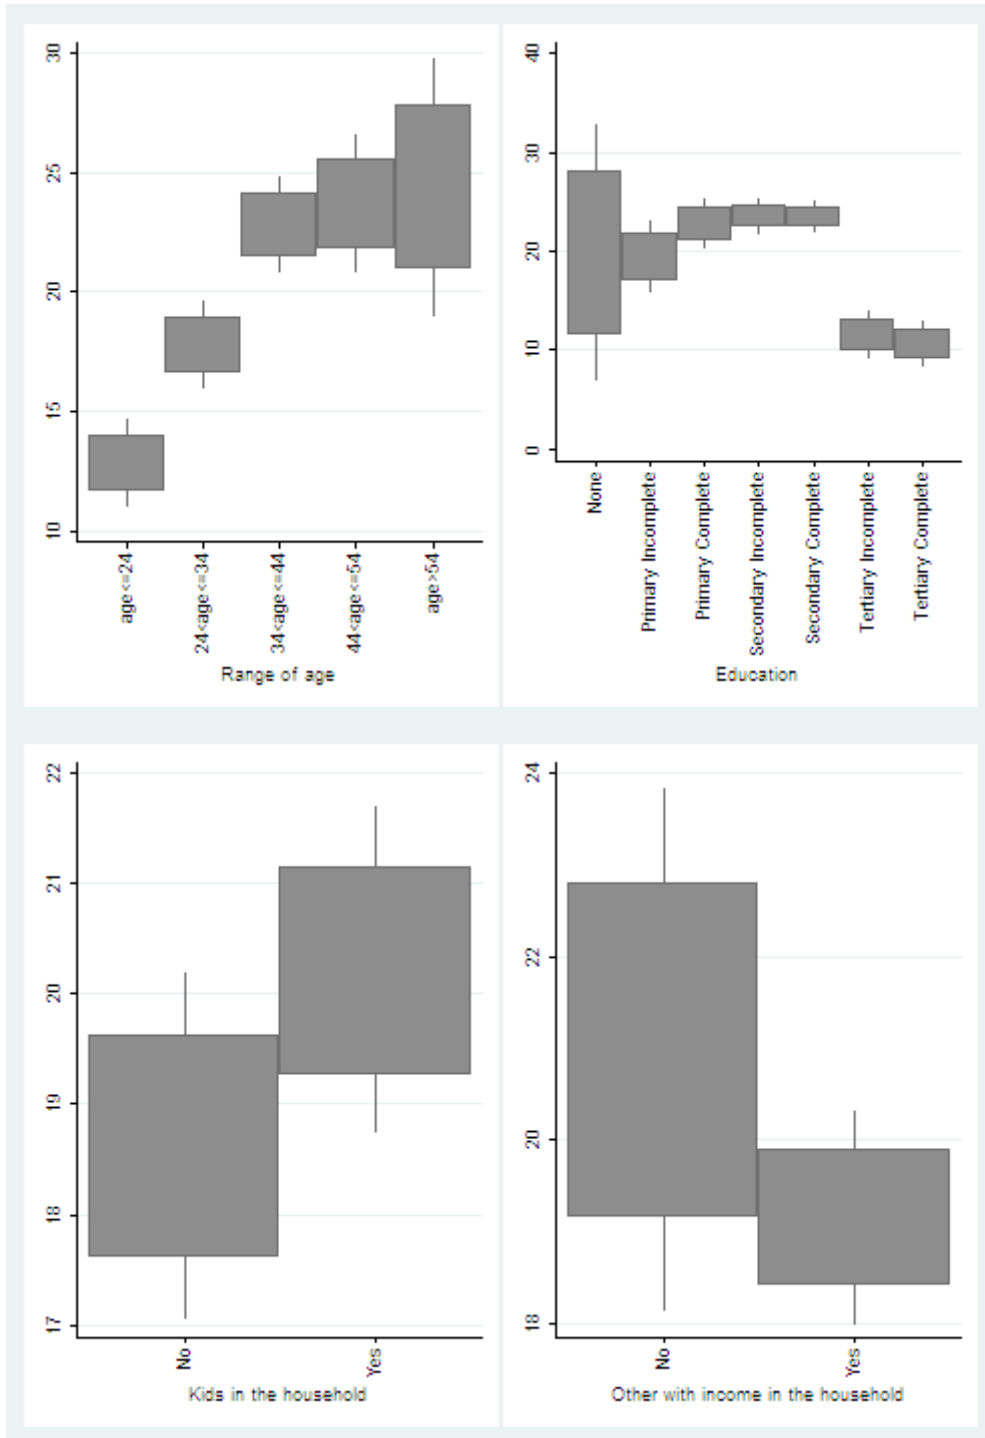 30
25
20
15
10
age<=24
24<age<=34
34<age<=44
44<age<=54
age>54
Range of age
40
30
20
10
0
None
Primary Incomplete
Primary Complete
Secondary Incomplete
Secondary Complete
Tertiary Incomplete
Tertiary Complete
Education
22
21
20
19
18
17
No
Yes
Kids in the household
24
22
20
18
No
Yes
Other with income in the household